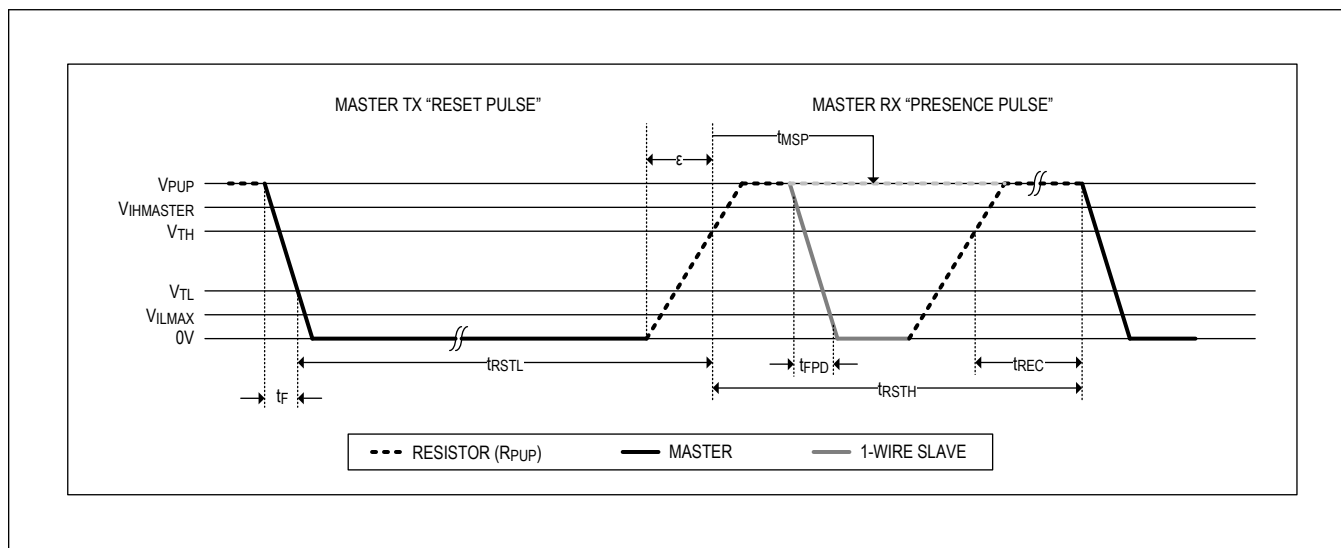 MASTER TX “RESET PULSE”
MASTER RX “PRESENCE PULSE”
ε
tMSP
VPUP
VIHMASTER
VTH
VTL
VILMAX
0V
tRSTL
tFPD
tREC
tF
tRSTH
RESISTOR (RPUP)
MASTER
1-WIRE SLAVE